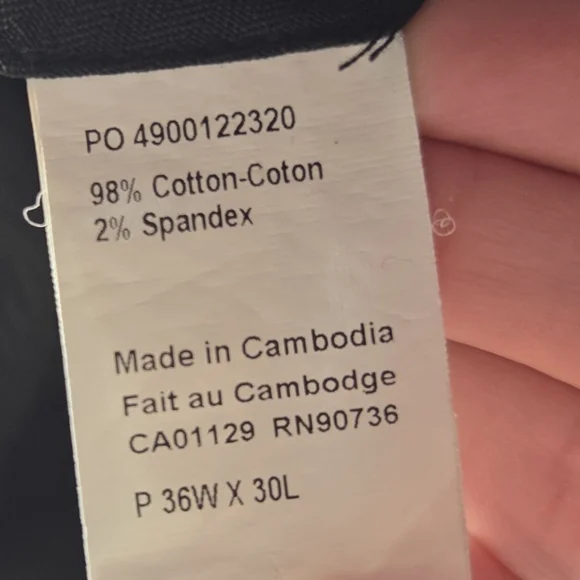 PO 4900122320
98% Cotton-Coton
2% Spandex
Made in Cambodia
Fait au Cambodge
CA01129 RN90736
P 36W X 30L